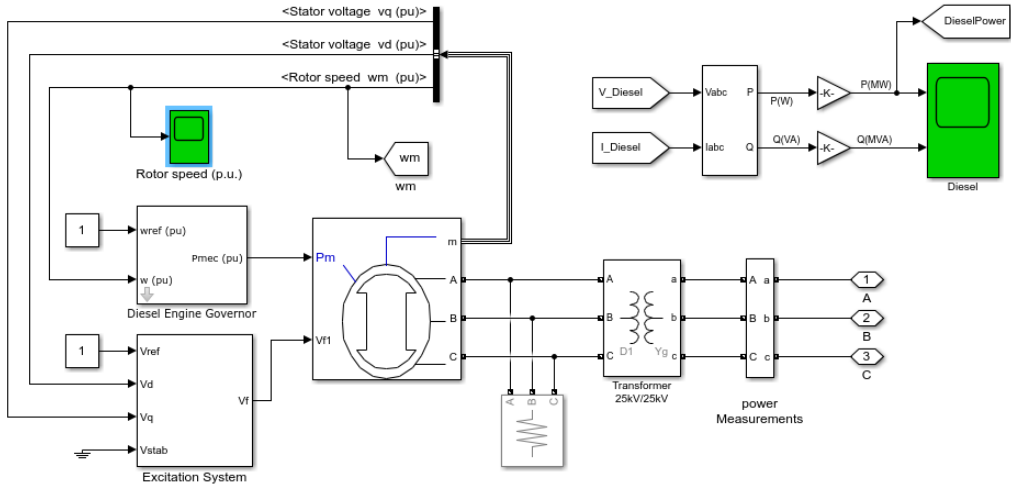 <Stator voltage vq (pu)>
<Stator voltage vd (pu)>
<Rotor speed wm (pu)>
Rotor speed (p.u.)
wm
wm
1
wref (pu)
Pmec (pu)
w (pu)
Diesel Engine Governor
1
Vref
Vd
Vf
Vq
Vstab
Excitation System
Pm
Vf1
m
A
B
C
A
B
C
A
B
C
D1
Yg
a
b
c
Transformer
25kV/25kV
A
B
C
a
b
c
power
Measurements
1
A
2
B
3
C
DieselPower
V_Diesel
I_Diesel
Vabc
Iabc
P
Q
P(W)
Q(VA)
-K-
-K-
P(MW)
Q(MVA)
Diesel